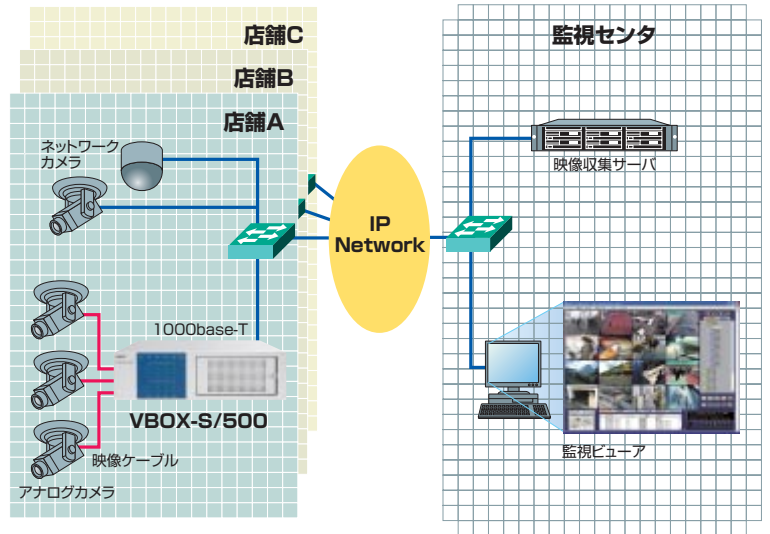 店舗C
店舗B
店舗A
ネットワーク
カメラ
1000base-T
VBOX-S/500
映像ケーブル
アナログカメラ
IP
Network
監視センタ
映像収集サーバ
監視ビューア